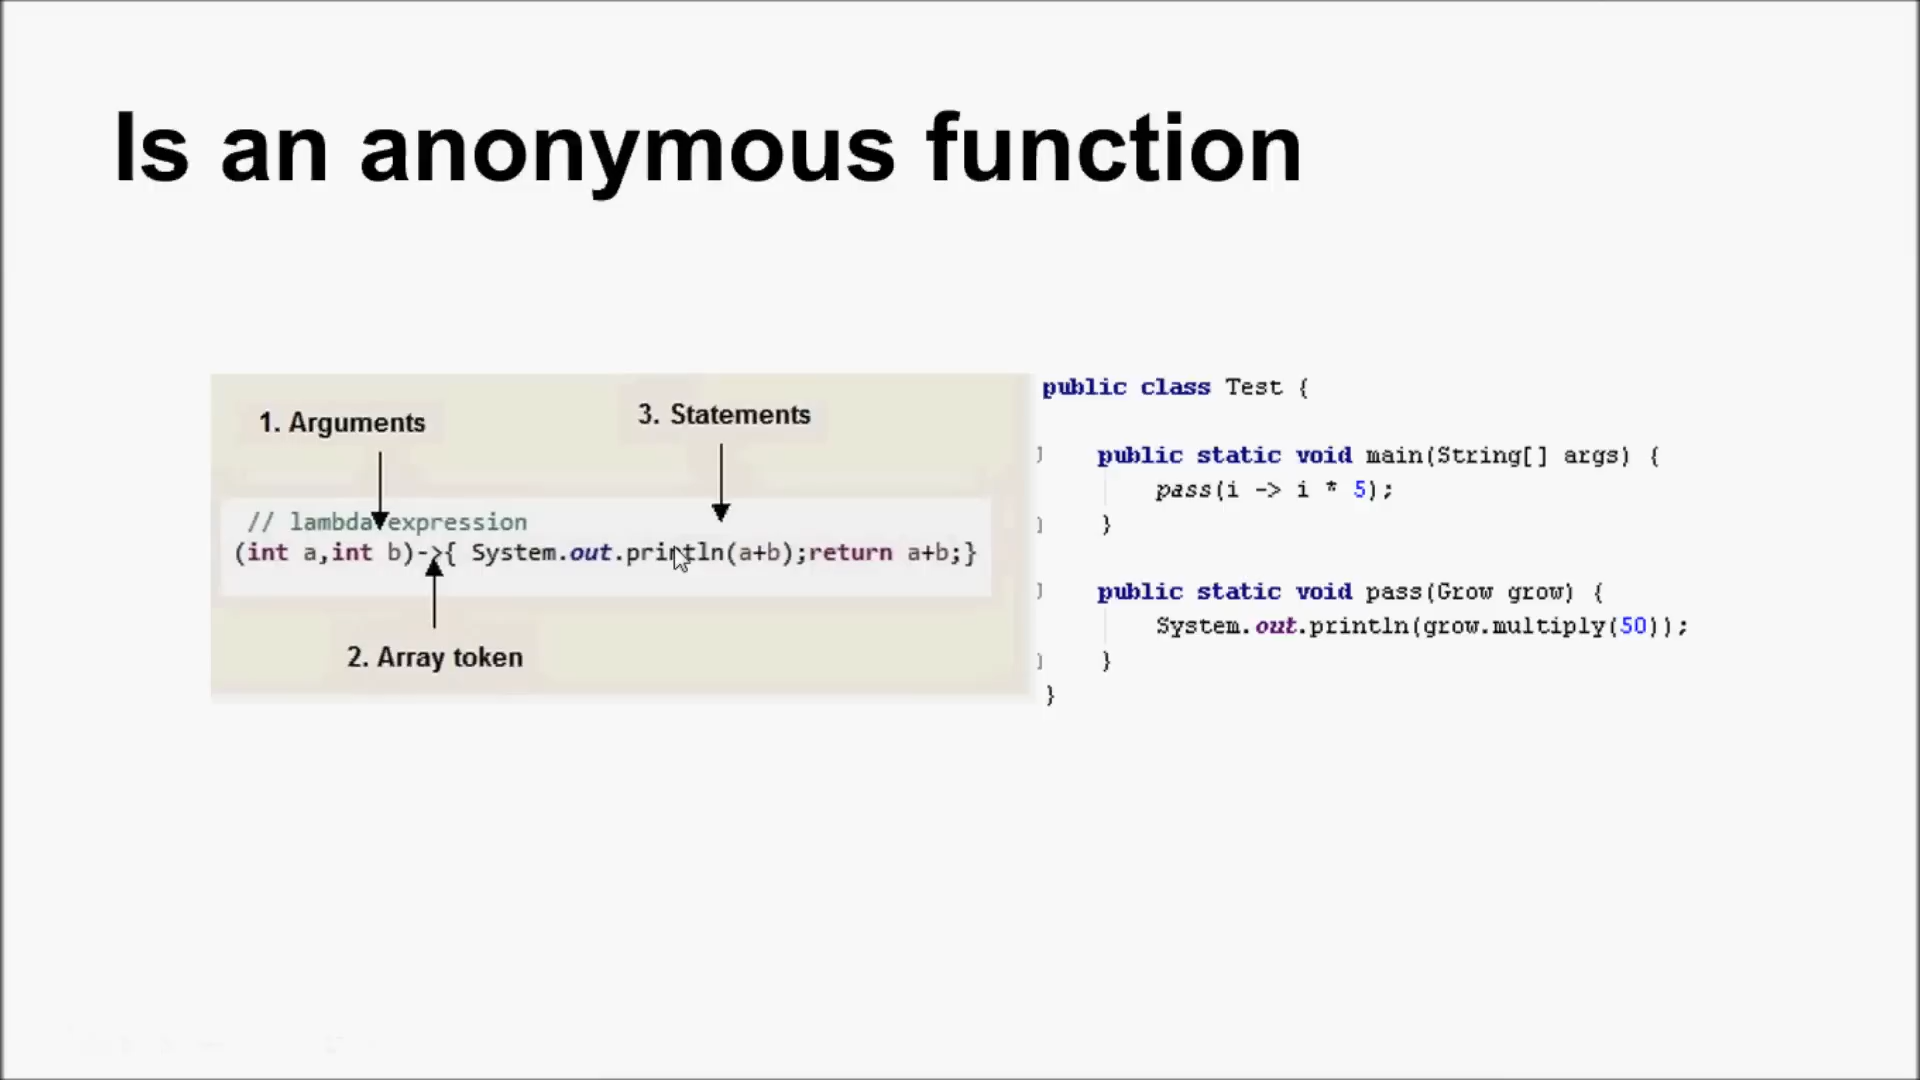 Is an anonymous function
1. Arguments
3. Statements
// lambda expression
(int a,int b)->{ System.out.println(a+b);return a+b;}
2. Array token
public class Test {
public static void main(String[] args) {
pass(i -> i * 5);
}
public static void pass(Grow grow) {
System.out.println(grow.multiply(50));
}
}